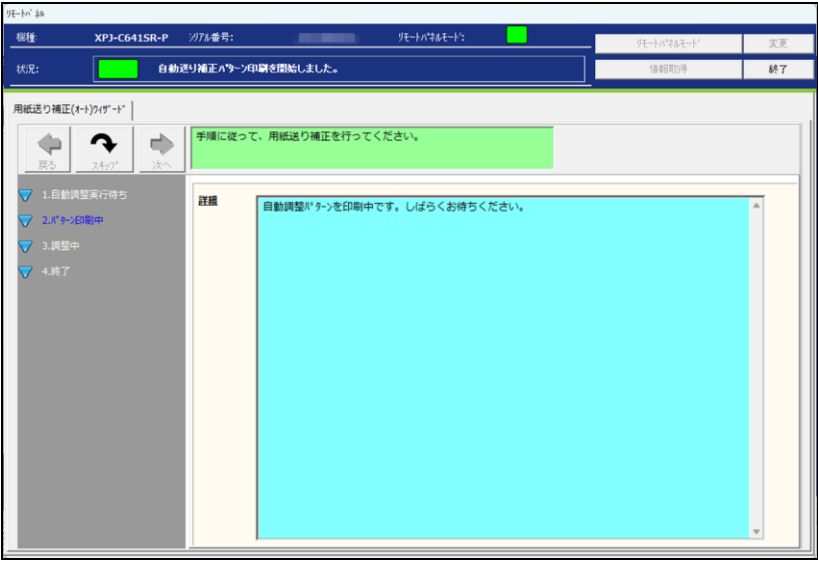 ﾘﾓｰﾄﾊﾟﾈﾙ
機種: XPJ-C641SR-P ｼﾘｱﾙ番号: ﾘﾓｰﾄﾊﾟﾈﾙﾓｰﾄﾞ:
ﾘﾓｰﾄﾊﾟﾈﾙﾓｰﾄﾞ 変更
状況: 自動送り補正ﾊﾟﾀｰﾝ印刷を開始しました。
情報取得 終了
用紙送り補正(ｵｰﾄ)ｳｨｻﾞｰﾄﾞ
戻る ｽｷｯﾌﾟ 次へ
手順に従って、用紙送り補正を行ってください。
1.自動調整実行待ち
2.ﾊﾟﾀｰﾝ印刷中
3.調整中
4.終了
詳細
自動調整ﾊﾟﾀｰﾝを印刷中です。しばらくお待ちください。